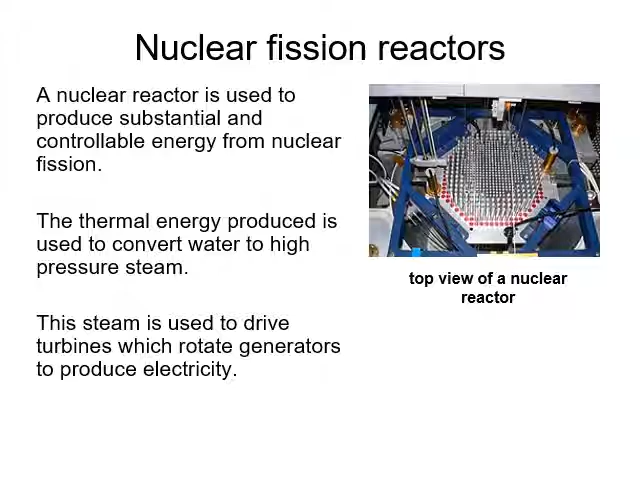 Nuclear fission reactors
A nuclear reactor is used to
produce substantial and
controllable energy from nuclear
fission.
The thermal energy produced is
used to convert water to high
pressure steam.
This steam is used to drive
turbines which rotate generators
to produce electricity.
top view of a nuclear
reactor